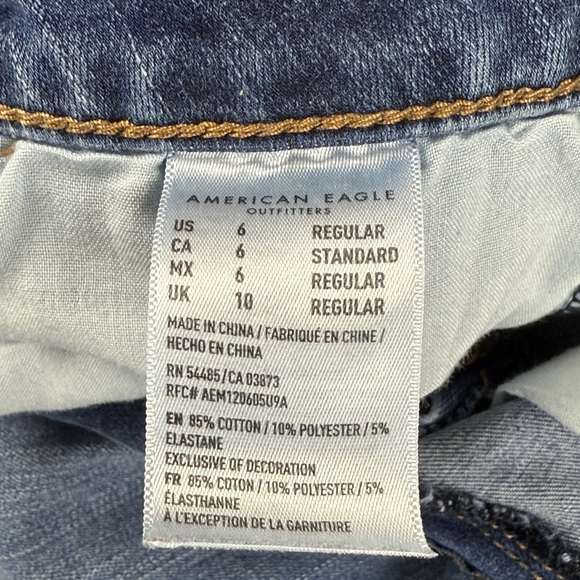 AMERICAN EAGLE
OUTFITTERS
US 6 REGULAR
CA 6 STANDARD
MX 6 REGULAR
UK 10 REGULAR
MADE IN CHINA / FABRIQUÉ EN CHINE /
HECHO EN CHINA
RN 54485/CA 03873
RFC# AEM120605U9A
EN 85% COTTON / 10% POLYESTER / 5%
ELASTANE
EXCLUSIVE OF DECORATION
FR 85% COTON / 10% POLYESTER / 5%
ÉLASTHANNE
À L'EXCEPTION DE LA GARNITURE